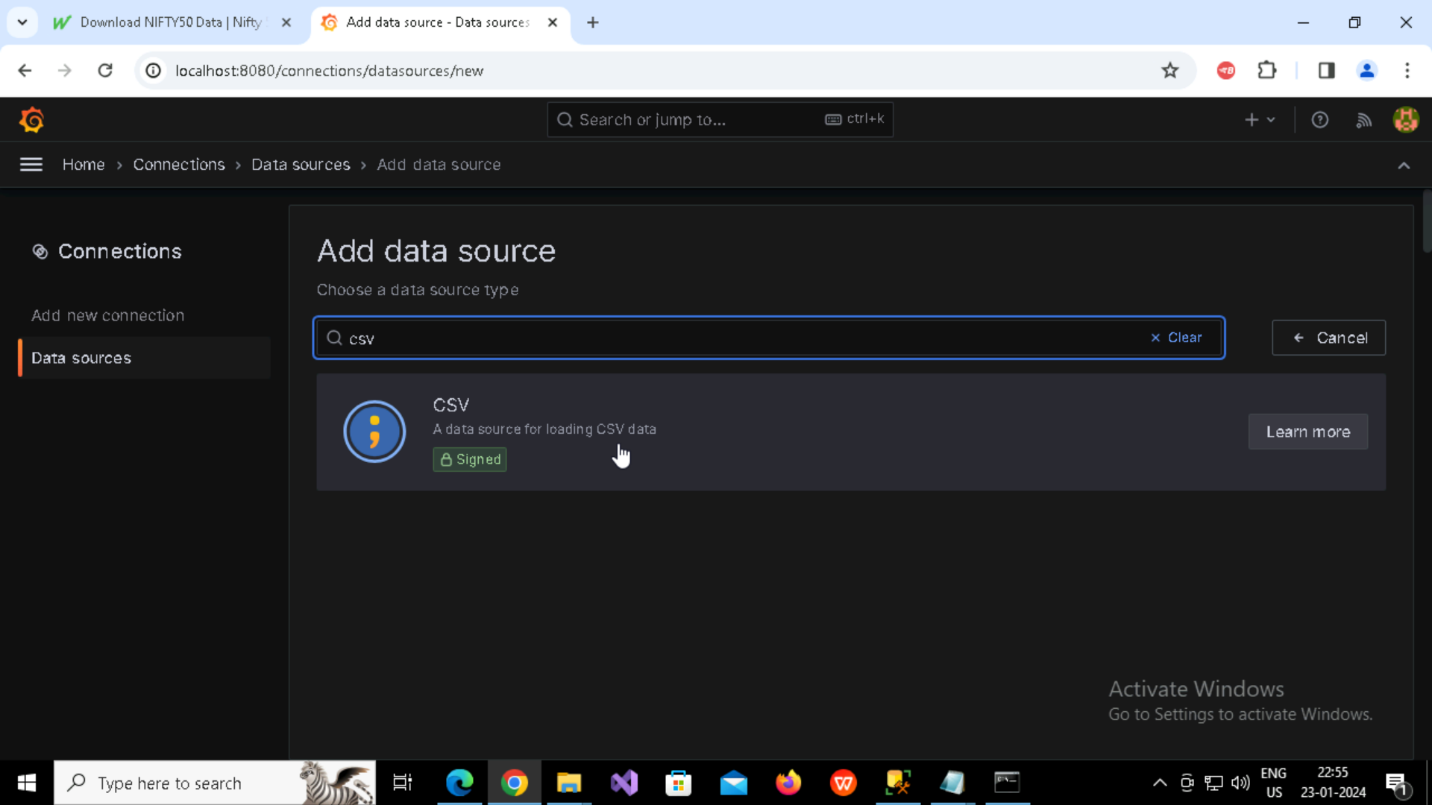 Download NIFTY50 Data | Nifty
Add data source - Data sources
localhost:8080/connections/datasources/new
Search or jump to...
ctrl+k
Home › Connections › Data sources › Add data source
Connections
Add new connection
Data sources
Add data source
Choose a data source type
csv
Clear
Cancel
CSV
A data source for loading CSV data
Signed
Learn more
Activate Windows
Go to Settings to activate Windows.
Type here to search
ENG
US
22:55
23-01-2024
1